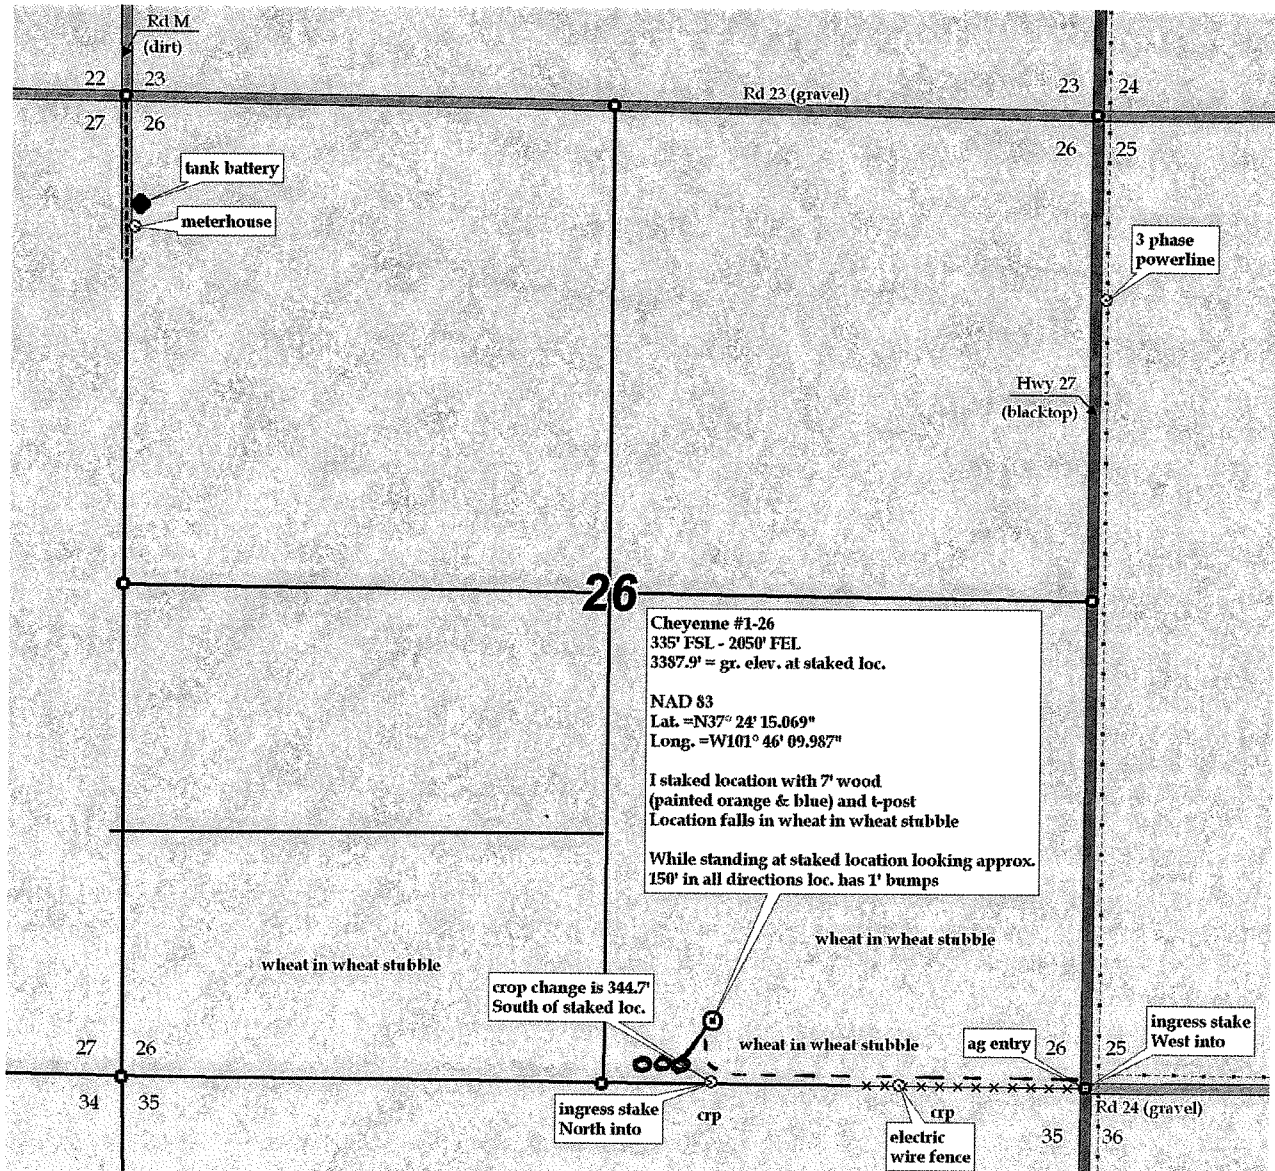 Rd M
(dirt)
22
23
23
24
Rd 23 (gravel)
27
26
26
25
tank battery
meterhouse
3 phase
powerline
Hwy 27
(blacktop)
26
Cheyenne #1-26
335' FSL - 2050' FEL
3387.9' = gr. elev. at staked loc.
NAD 83
Lat. =N37° 24' 15.069"
Long. =W101° 46' 09.987"
I staked location with 7' wood
(painted orange & blue) and t-post
Location falls in wheat in wheat stubble
While standing at staked location looking approx.
150' in all directions loc. has 1' bumps
wheat in wheat stubble
wheat in wheat stubble
crop change is 344.7'
South of staked loc.
wheat in wheat stubble
ag entry
ingress stake
West into
27
26
26
25
34
35
ingress stake
North into
crp
crp
electric
wire fence
Rd 24 (gravel)
35
36